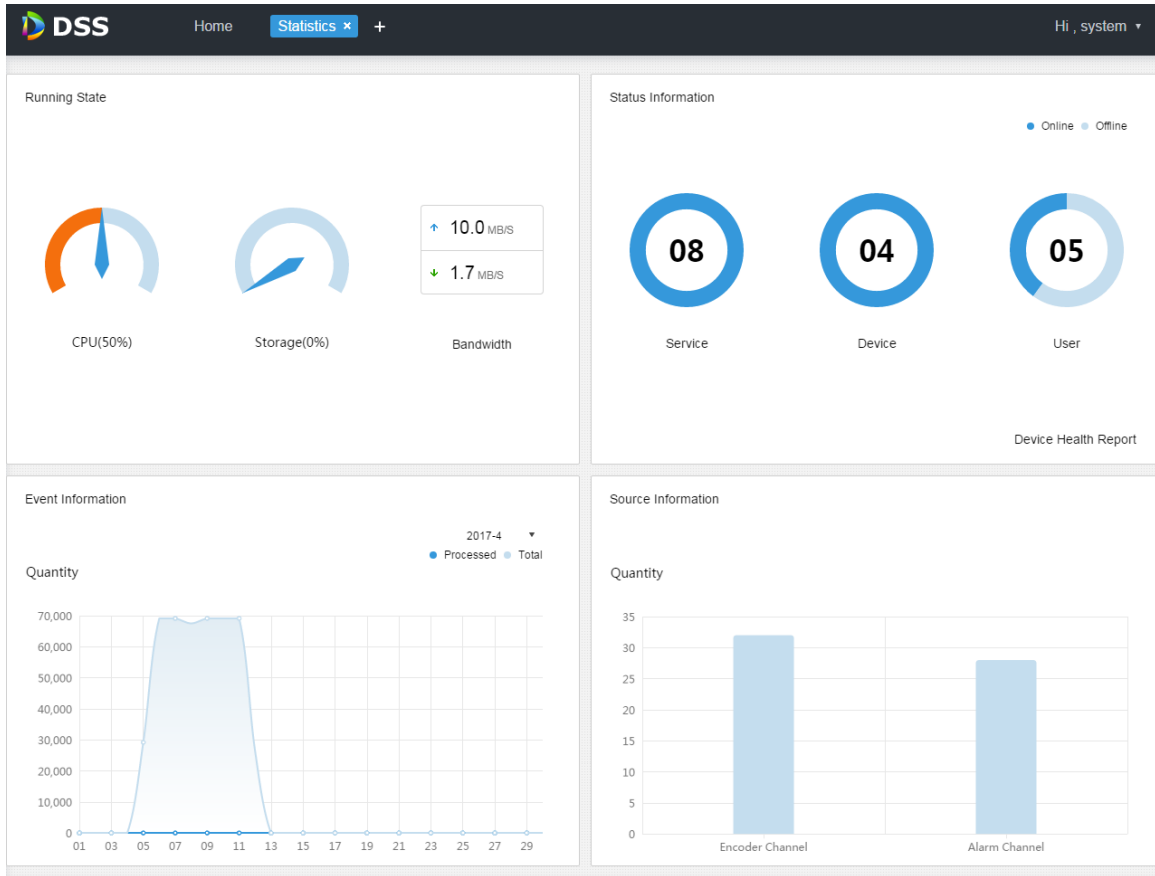 DSS Home Statistics × + Hi , system ▾
Running State
CPU(50%)
Storage(0%)
↑ 10.0 MB/S
↓ 1.7 MB/S
Bandwidth
Status Information
Online Offline
08
Service
04
Device
05
User
Device Health Report
Event Information
2017-4 ▾
Processed Total
Quantity
70,000
60,000
50,000
40,000
30,000
20,000
10,000
0
01 03 05 07 09 11 13 15 17 19 21 23 25 27 29
Source Information
Quantity
35
30
25
20
15
10
5
0
Encoder Channel Alarm Channel